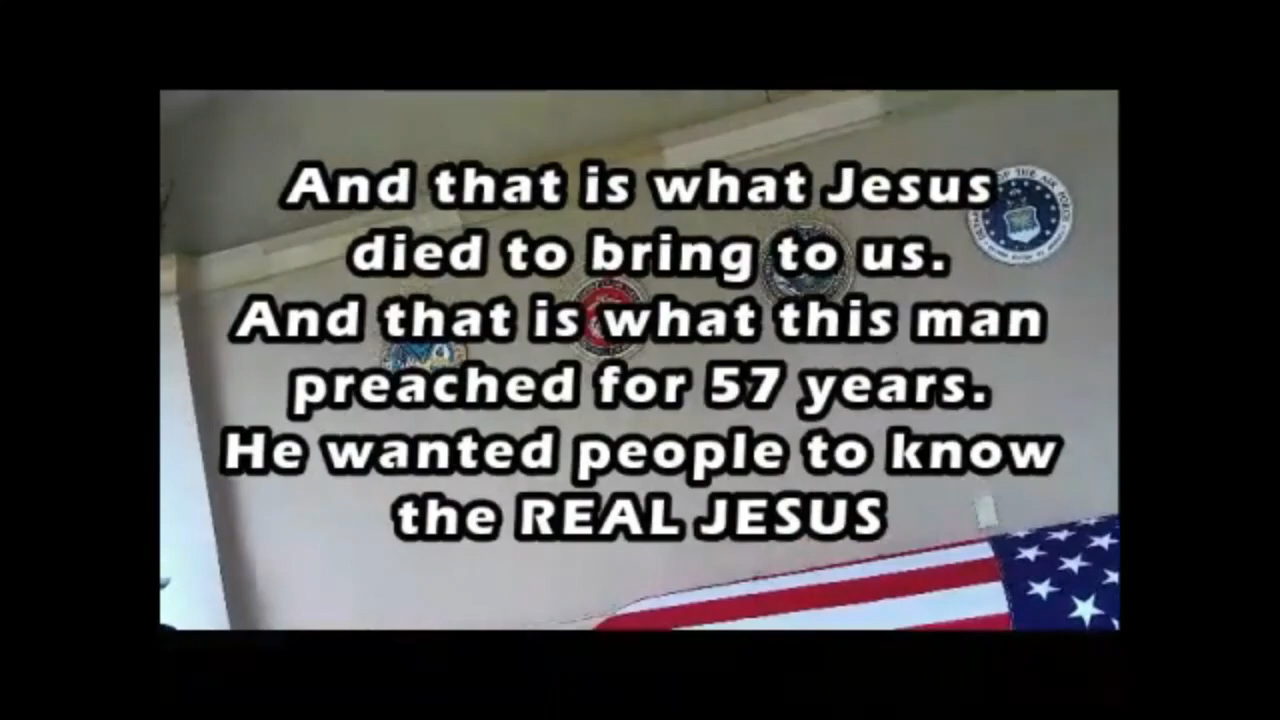 And that is what Jesus
died to bring to us.
And that is what this man
preached for 57 years.
He wanted people to know
the REAL JESUS